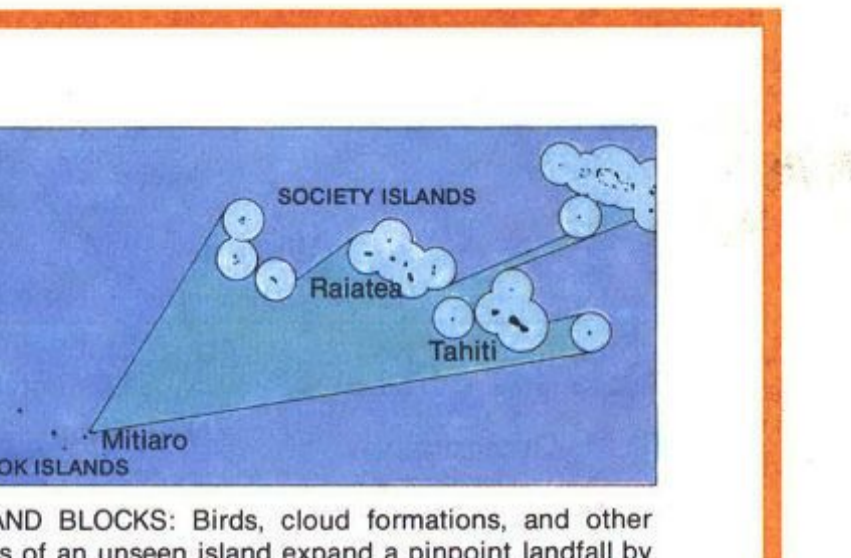 SOCIETY ISLANDS
Raiatea
Tahiti
Mitiaro
OK ISLANDS
AND BLOCKS: Birds, cloud formations, and other
s of an unseen island expand a pinpoint landfall by